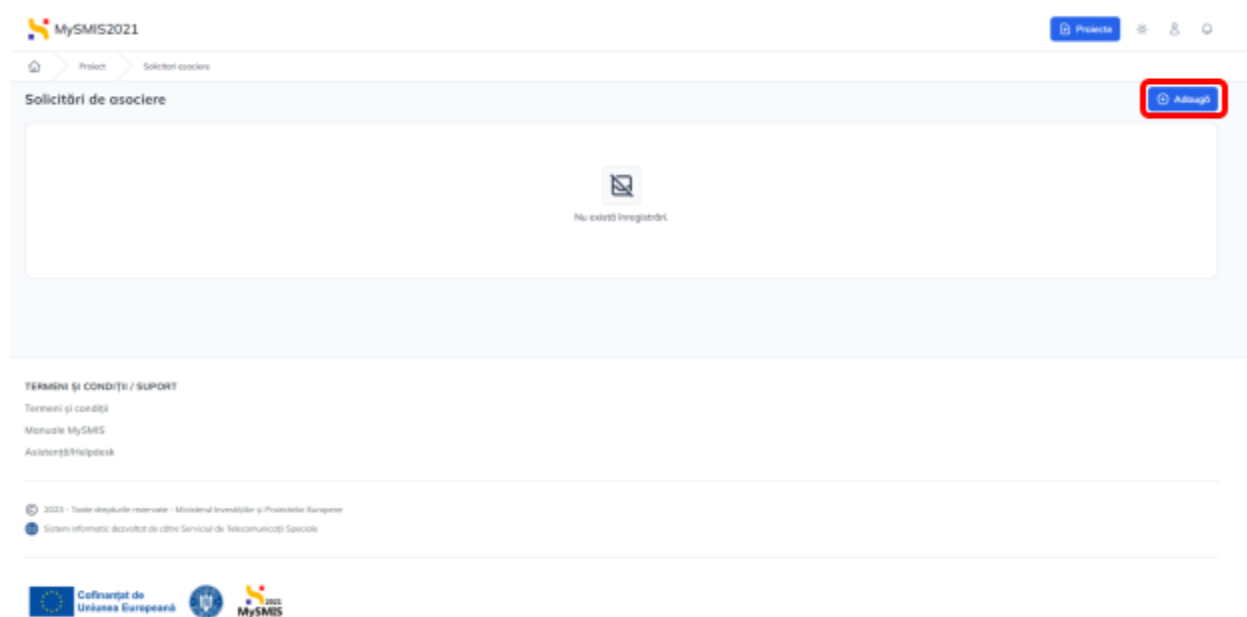 MySMIS2021
Proiecte
Proiect
Solicitari asociere
Solicitări de asociere
Adaugă
Nu există înregistrări.
TERMENI ȘI CONDIȚII / SUPORT
Termeni și condiții
Manuale MySMIS
Asistență/Helpdesk
2023 - Toate drepturile rezervate - Ministerul Investițiilor și Proiectelor Europene
Sistem informatic dezvoltat de către Serviciul de Telecomunicații Speciale
Cofinanțat de
Uniunea Europeană
2021
MySMIS